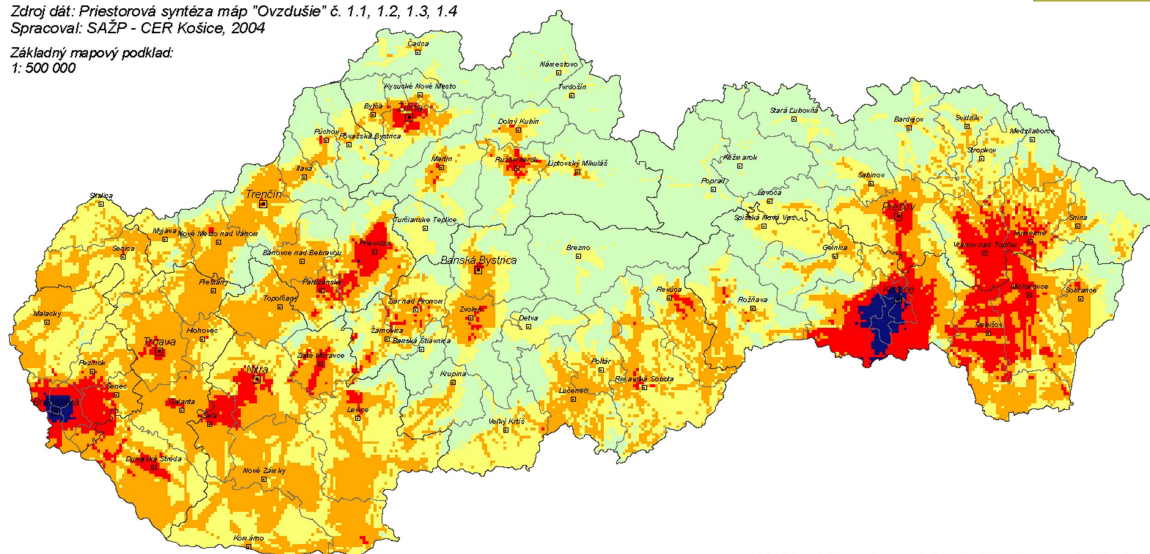 Zdroj dát: Priestorová syntéza máp "Ovzdušie" č. 1.1, 1.2, 1.3, 1.4
Spracoval: SAŽP - CER Košice, 2004
Základný mapový podklad:
1: 500 000
Čadca
Námestovo
Tvrdošín
Kysucké Nové Mesto
Bytča
Žilina
Dolný Kubín
Stará Ľubovňa
Bardejov
Svidník
Medzilaborce
Stropkov
Púchov
Považská Bystrica
Martin
Ružomberok
Liptovský Mikuláš
Kežmarok
Poprad
Levoča
Sabinov
Ilava
Trenčín
Skalica
Turčianske Teplice
Spišská Nová Ves
Prešov
Snina
Humenné
Myjava
Nové Mesto nad Váhom
Senica
Bánovce nad Bebravou
Prievidza
Banská Bystrica
Brezno
Gelnica
Vranov nad Topľou
Piešťany
Partizánske
Topoľčany
Žiar nad Hronom
Zvolen
Revúca
Rožňava
Košice
Michalovce
Sobrance
Malacky
Hlohovec
Trnava
Žarnovica
Banská Štiavnica
Detva
Trebišov
Pezinok
Zlaté Moravce
Nitra
Krupina
Poltár
Rimavská Sobota
Senec
Galanta
Šaľa
Levice
Lučenec
Veľký Krtíš
Dunajská Streda
Nové Zámky
Komárno